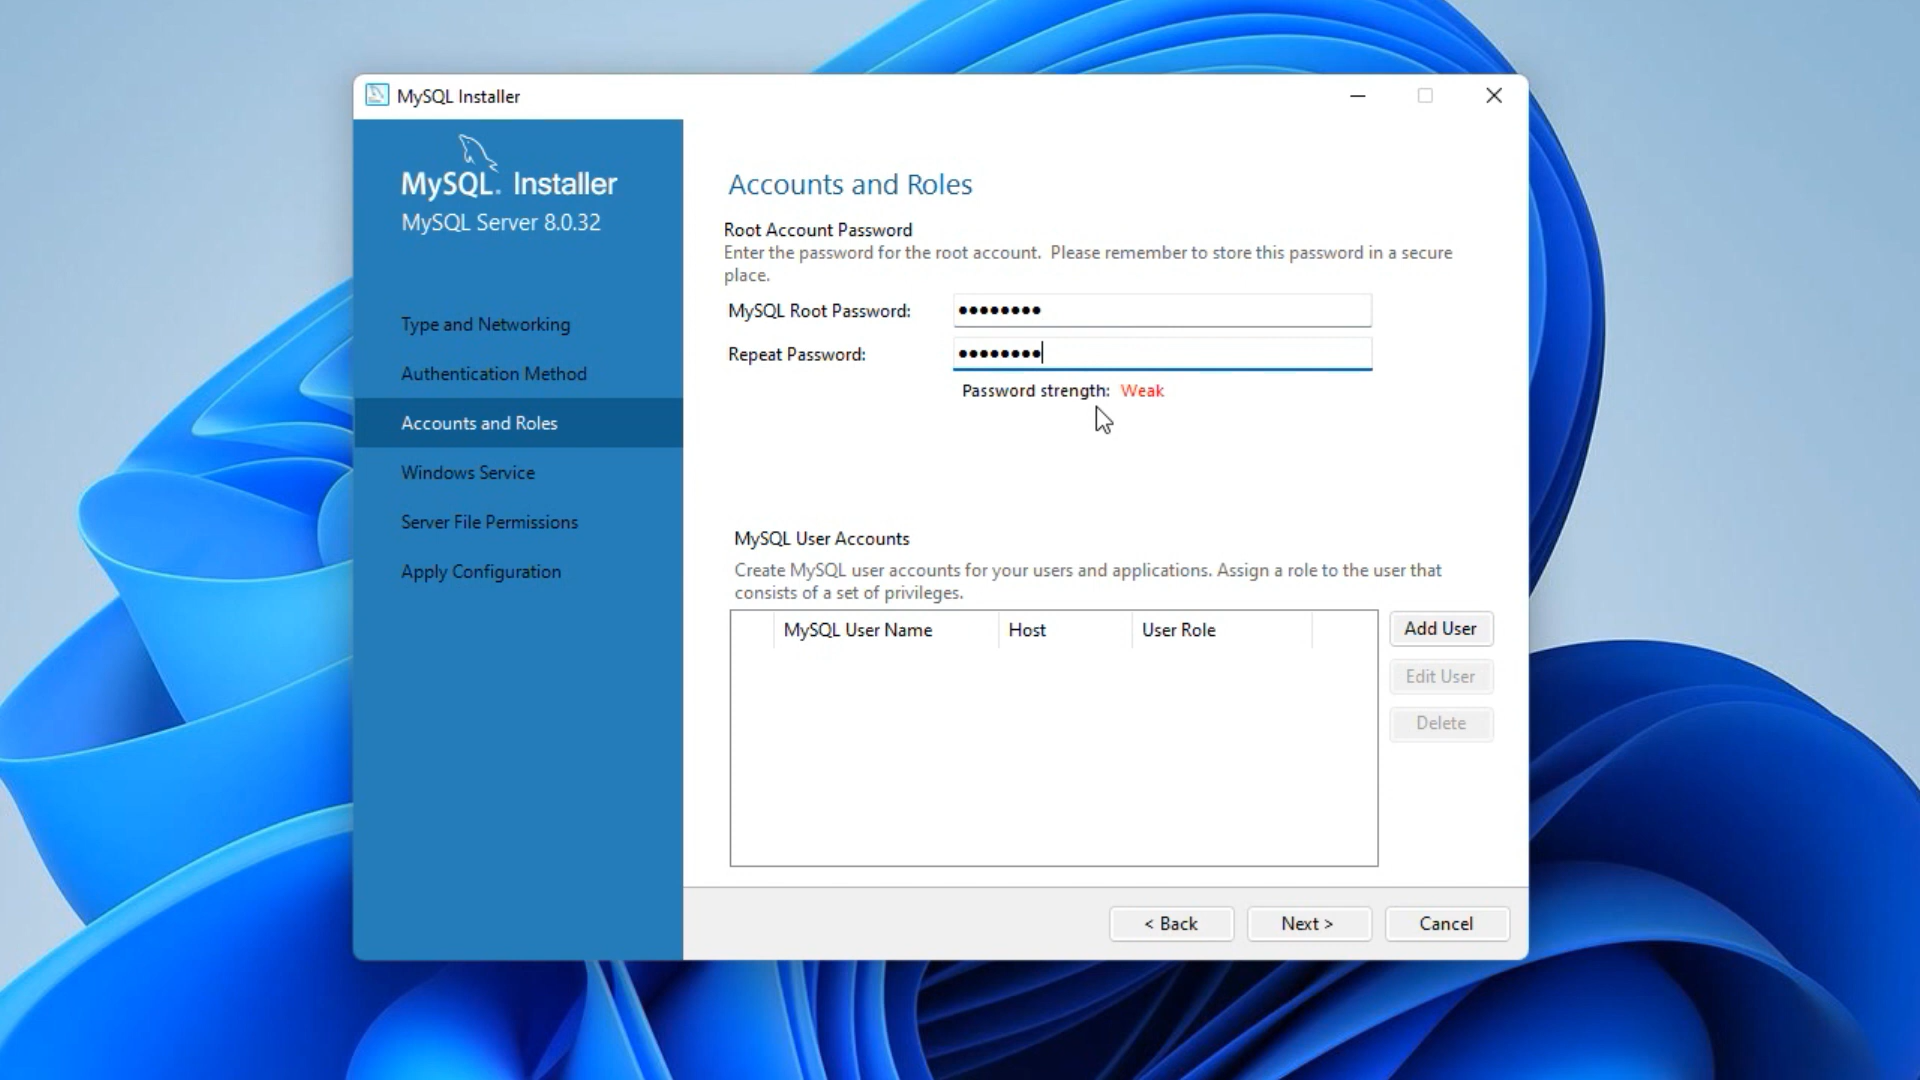 MySQL Installer
MySQL. Installer
MySQL Server 8.0.32
Type and Networking
Authentication Method
Accounts and Roles
Windows Service
Server File Permissions
Apply Configuration
Accounts and Roles
Root Account Password
Enter the password for the root account.  Please remember to store this password in a secure
place.
MySQL Root Password: ●●●●●●●●
Repeat Password: ●●●●●●●●
Password strength: Weak
MySQL User Accounts
Create MySQL user accounts for your users and applications. Assign a role to the user that
consists of a set of privileges.
MySQL User Name Host User Role
Add User
Edit User
Delete
< Back Next > Cancel